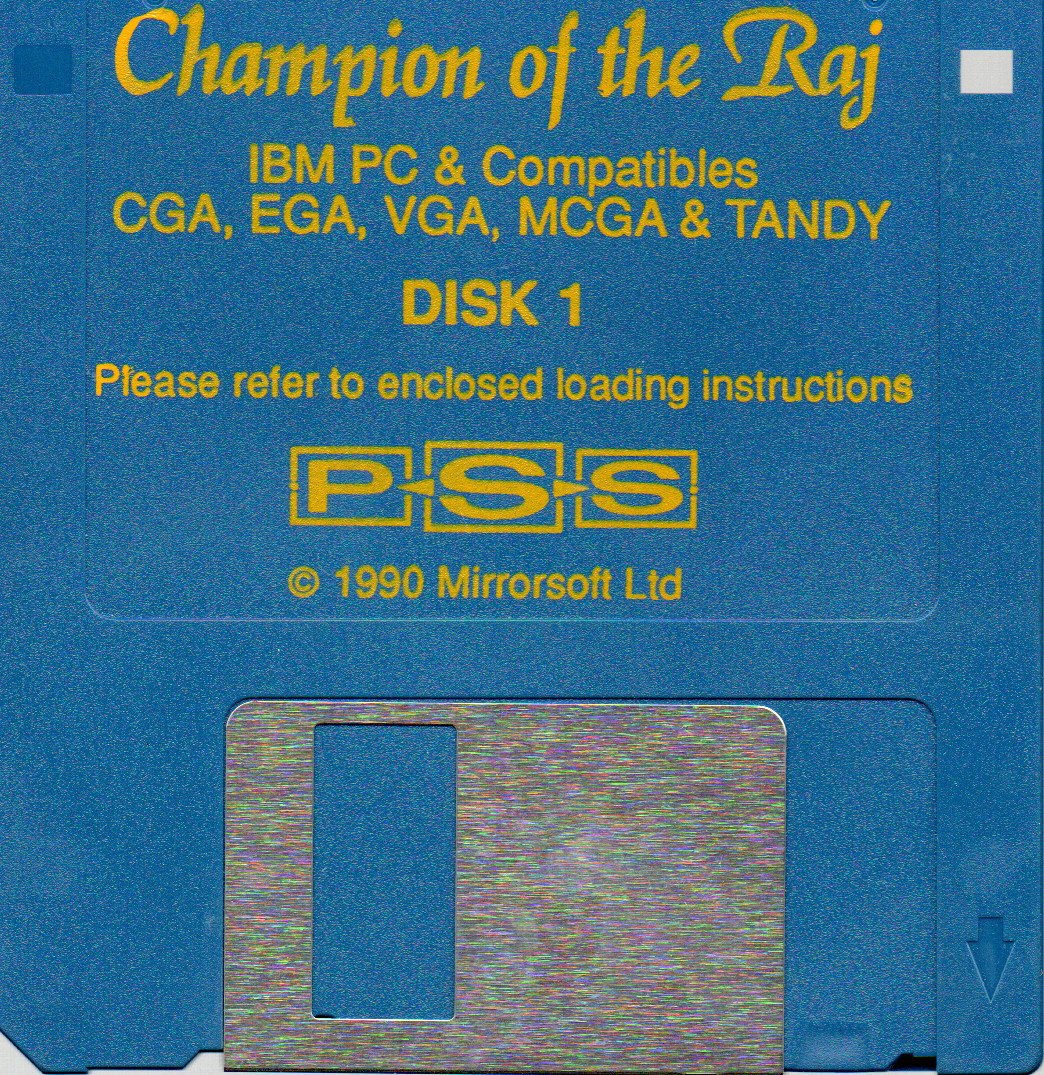 Champion of the Raj
IBM PC & Compatibles
CGA, EGA, VGA, MCGA & TANDY
DISK 1
Please refer to enclosed loading instructions
PSS
© 1990 Mirrorsoft Ltd